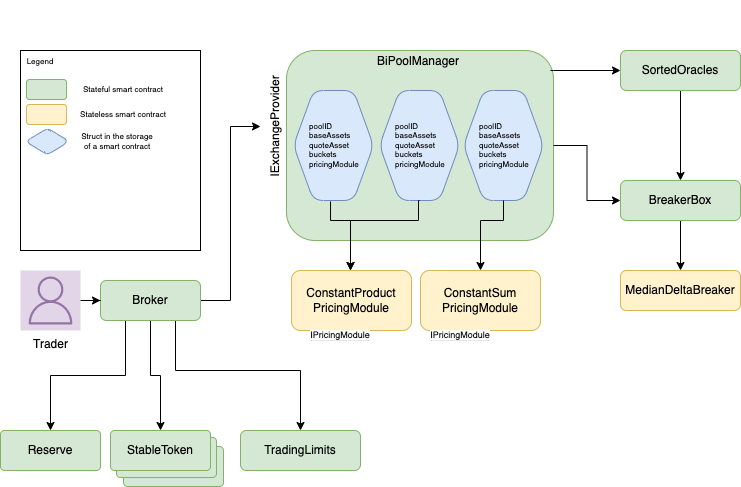 Legend
Stateful smart contract
Stateless smart contract
Struct in the storage
of a smart contract
IExchangeProvider
BiPoolManager
poolID
baseAssets
quoteAsset
buckets
pricingModule
poolID
baseAssets
quoteAsset
buckets
pricingModule
poolID
baseAssets
quoteAsset
buckets
pricingModule
SortedOracles
BreakerBox
MedianDeltaBreaker
ConstantProduct
PricingModule
IPricingModule
ConstantSum
PricingModule
IPricingModule
Trader
Broker
Reserve
StableToken
TradingLimits